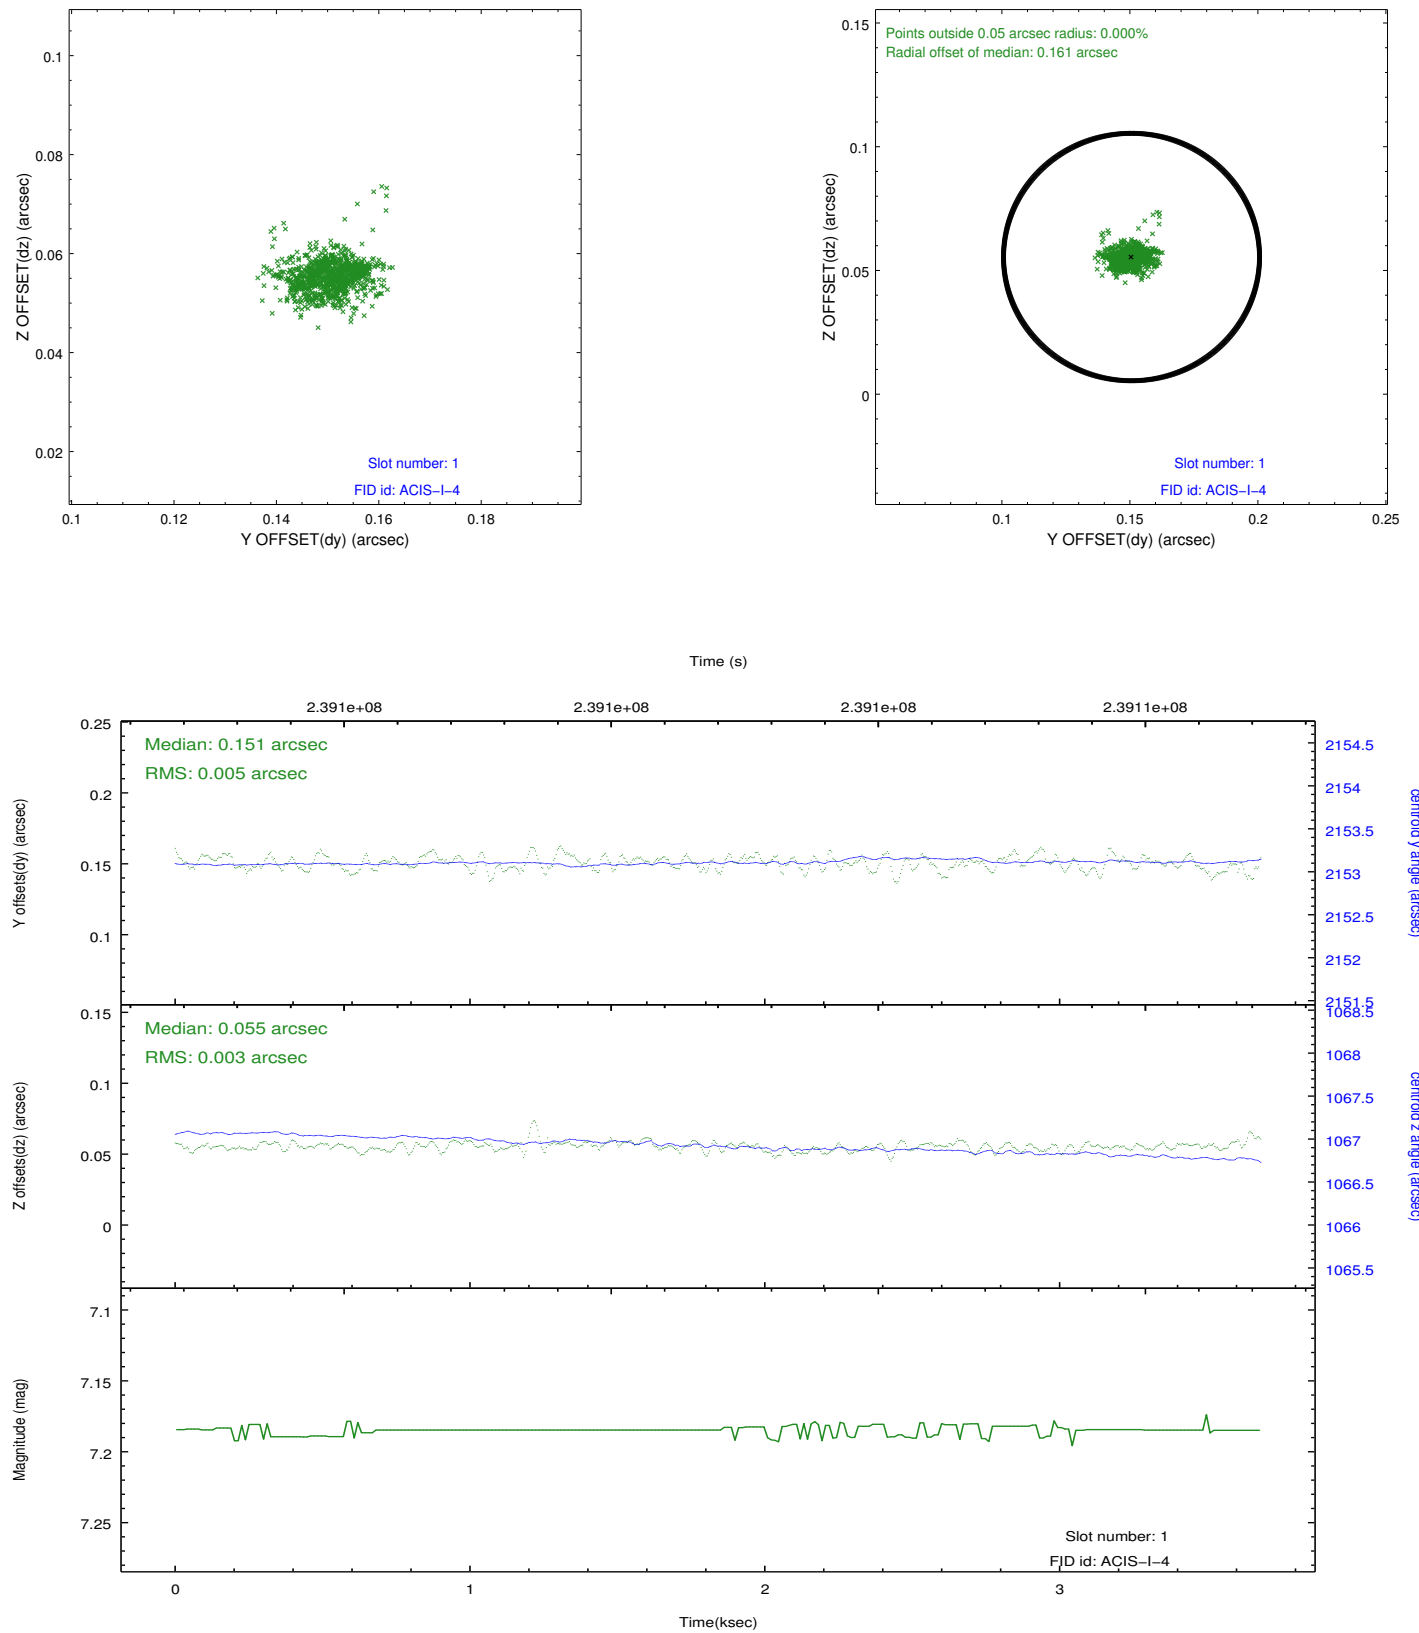 0.1
0.08
0.06
0.04
0.02
Z OFFSET(dz) (arcsec)
Slot number: 1
FID id: ACIS−I−4
0.1 0.12 0.14 0.16 0.18
Y OFFSET(dy) (arcsec)
Points outside 0.05 arcsec radius: 0.000%
Radial offset of median: 0.161 arcsec
0.15
0.1
0.05
0
Z OFFSET(dz) (arcsec)
Slot number: 1
FID id: ACIS−I−4
0.1 0.15 0.2 0.25
Y OFFSET(dy) (arcsec)
Time (s)
2.391e+08 2.391e+08 2.391e+08 2.3911e+08
Median: 0.151 arcsec
RMS: 0.005 arcsec
0.25
0.2
0.15
0.1
Y offsets(dy) (arcsec)
2154.5
2154
2153.5
2153
2152.5
2152
2151.5
centroid y angle (arcsec)
Median: 0.055 arcsec
RMS: 0.003 arcsec
0.15
0.1
0.05
0
Z offsets(dz) (arcsec)
1068.5
1068
1067.5
1067
1066.5
1066
1065.5
centroid z angle (arcsec)
7.1
7.15
7.2
7.25
Magnitude (mag)
Slot number: 1
FID id: ACIS−I−4
0 1 2 3
Time(ksec)